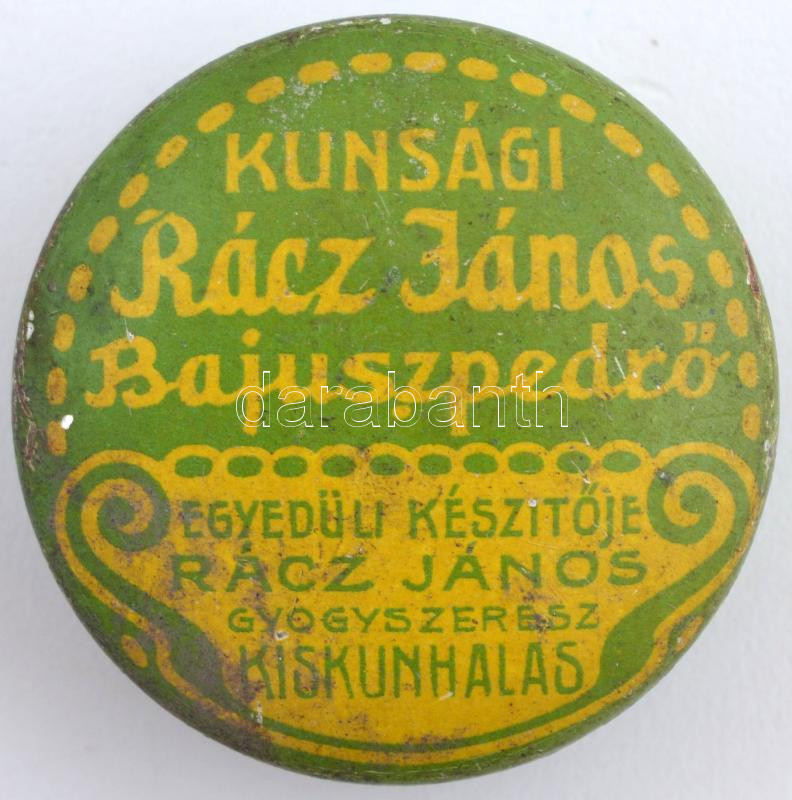 KUNSÁGI
Rácz János
Bajuszpedrő
darabanth
EGYEDÜLI KÉSZITŐJE
RÁCZ JÁNOS
GYÓGYSZERÉSZ
KISKUNHALAS